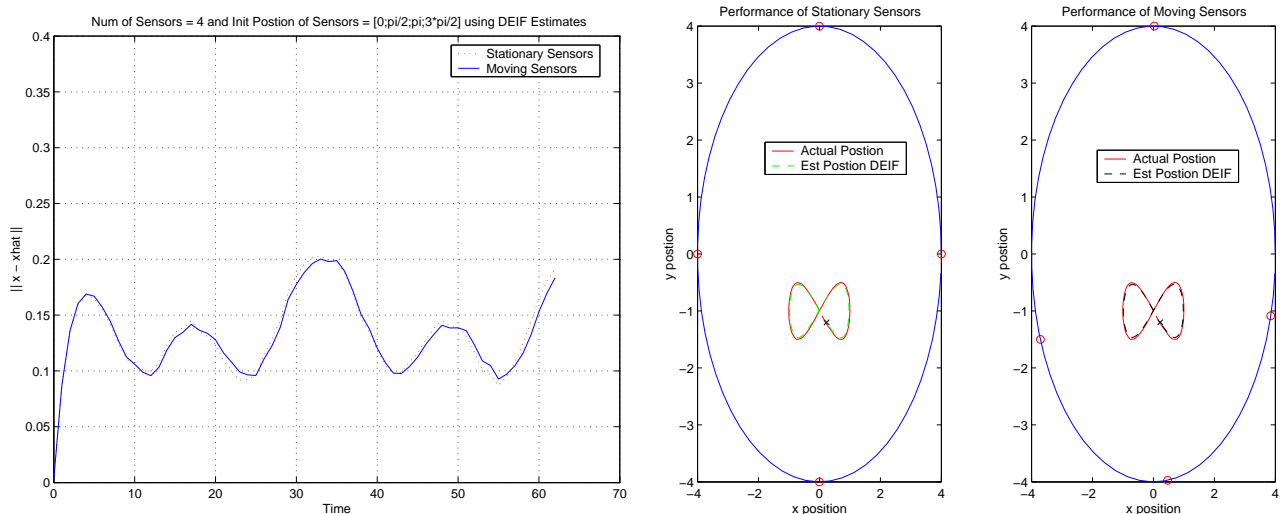 Num of Sensors = 4 and Init Postion of Sensors = [0;pi/2;pi;3*pi/2] using DEIF Estimates
0.4
0.35
0.3
0.25
0.2
0.15
0.1
0.05
0
|| x − xhat ||
Stationary Sensors
Moving Sensors
0 10 20 30 40 50 60 70
Time
Performance of Stationary Sensors
4
3
2
1
0
−1
−2
−3
−4
y postion
Actual Postion
Est Postion DEIF
−4 −2 0 2 4
x position
Performance of Moving Sensors
4
3
2
1
0
−1
−2
−3
−4
y postion
Actual Postion
Est Postion DEIF
−4 −2 0 2 4
x position